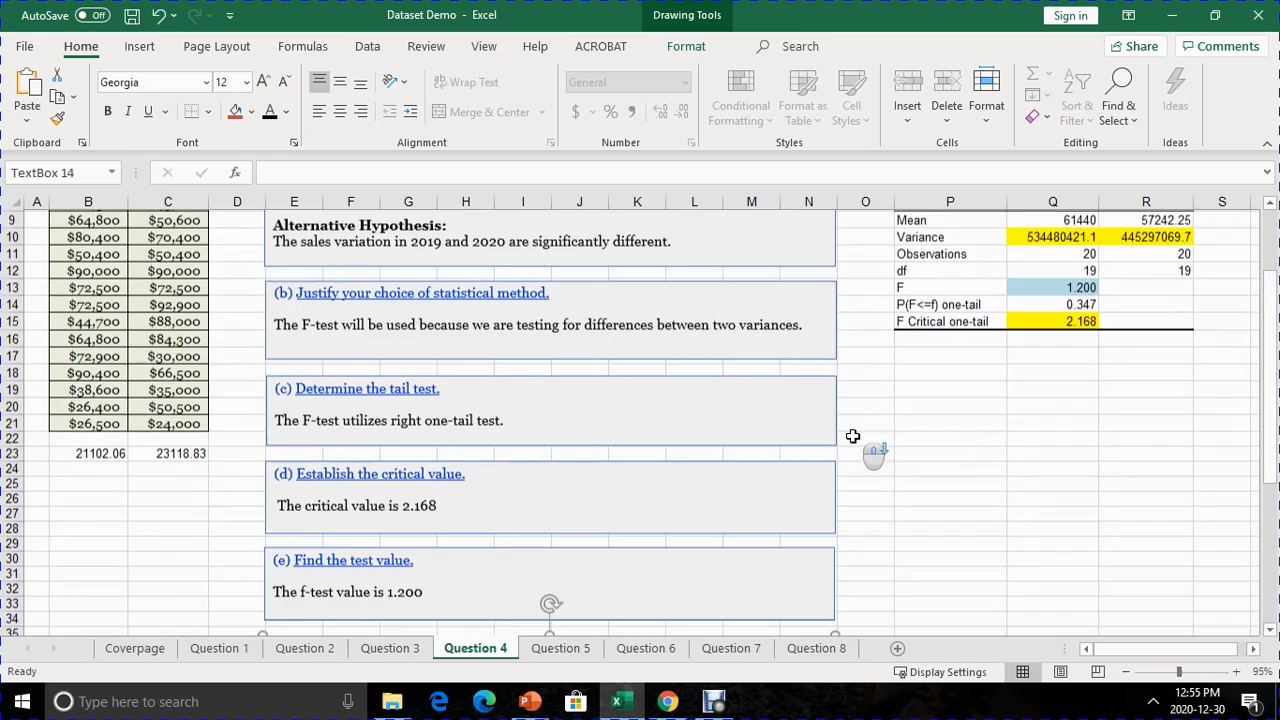 AutoSave Off
Dataset Demo - Excel
Drawing Tools
Sign in
File Home Insert Page Layout Formulas Data Review View Help ACROBAT Format Search Share Comments
Georgia 12 General
Paste B I U Wrap Text Merge & Center $ % Conditional Formatting Format as Table Cell Styles Insert Delete Format Sort & Filter Find & Select Ideas
Clipboard Font Alignment Number Styles Cells Editing Ideas
TextBox 14 fx
A B C D E F G H I J K L M N O P Q R S
9 $64,800 $50,600 Mean 61440 57242.25
Alternative Hypothesis:
10 $80,400 $70,400 The sales variation in 2019 and 2020 are significantly different. Variance 534480421.1 445297069.7
11 $50,400 $50,400 Observations 20 20
12 $90,000 $90,000 df 19 19
13 $72,500 $72,500 (b) Justify your choice of statistical method. F 1.200
14 $72,500 $92,900 P(F<=f) one-tail 0.347
15 $44,700 $88,000 The F-test will be used because we are testing for differences between two variances. F Critical one-tail 2.168
16 $64,800 $84,300
17 $72,900 $30,000
18 $90,400 $66,500
19 $38,600 $35,000 (c) Determine the tail test.
20 $26,400 $50,500
21 $26,500 $24,000 The F-test utilizes right one-tail test.
22
23 21102.06 23118.83
24 (d) Establish the critical value.
25
26 The critical value is 2.168
27
28
29
30 (e) Find the test value.
31
32 The f-test value is 1.200
33
34
35
Coverpage Question 1 Question 2 Question 3 Question 4 Question 5 Question 6 Question 7 Question 8
Ready Display Settings 95%
Type here to search
12:55 PM
2020-12-30